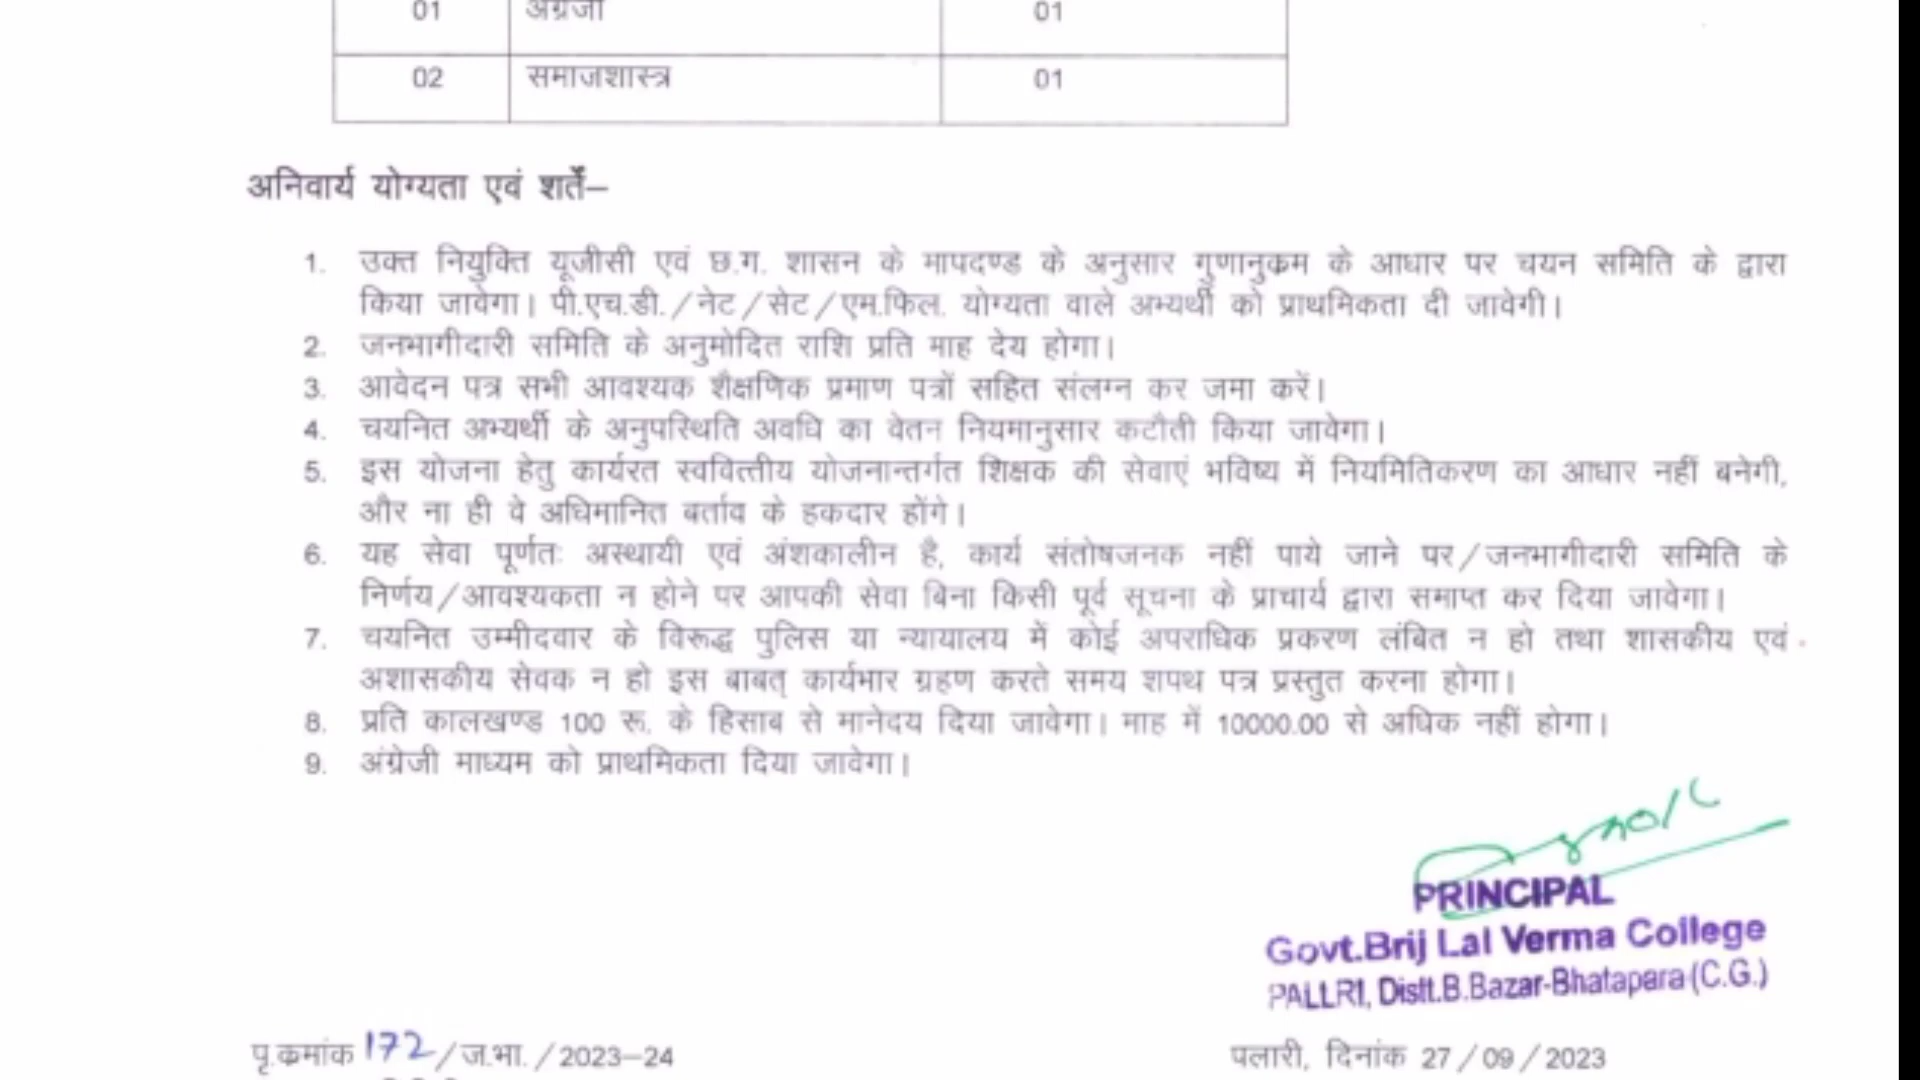 01 अंग्रेजी 01
02 समाजशास्त्र 01
अनिवार्य योग्यता एवं शर्तें–
1. उक्त नियुक्ति यूजीसी एवं छ.ग. शासन के मापदण्ड के अनुसार गुणानुक्रम के आधार पर चयन समिति के द्वारा
किया जावेगा। पी.एच.डी./नेट/सेट/एम.फिल. योग्यता वाले अभ्यर्थी को प्राथमिकता दी जावेगी।
2. जनभागीदारी समिति के अनुमोदित राशि प्रति माह देय होगा।
3. आवेदन पत्र सभी आवश्यक शैक्षणिक प्रमाण पत्रों सहित संलग्न कर जमा करें।
4. चयनित अभ्यर्थी के अनुपस्थिति अवधि का वेतन नियमानुसार कटौती किया जावेगा।
5. इस योजना हेतु कार्यरत स्ववित्तीय योजनान्तर्गत शिक्षक की सेवाएं भविष्य में नियमितिकरण का आधार नहीं बनेगी,
और ना ही वे अधिमानित बर्ताव के हकदार होंगे।
6. यह सेवा पूर्णतः अस्थायी एवं अंशकालीन है, कार्य संतोषजनक नहीं पाये जाने पर/जनभागीदारी समिति के
निर्णय/आवश्यकता न होने पर आपकी सेवा बिना किसी पूर्व सूचना के प्राचार्य द्वारा समाप्त कर दिया जावेगा।
7. चयनित उम्मीदवार के विरूद्ध पुलिस या न्यायालय में कोई अपराधिक प्रकरण लंबित न हो तथा शासकीय एवं
अशासकीय सेवक न हो इस बाबत् कार्यभार ग्रहण करते समय शपथ पत्र प्रस्तुत करना होगा।
8. प्रति कालखण्ड 100 रू. के हिसाब से मानेदय दिया जावेगा। माह में 10000.00 से अधिक नहीं होगा।
9. अंग्रेजी माध्यम को प्राथमिकता दिया जावेगा।
PRINCIPAL
Govt.Brij Lal Verma College
PALLRI, Distt.B.Bazar-Bhatapara (C.G.)
पृ.क्रमांक 172/ज.भा./2023–24 पलारी, दिनांक 27/09/2023